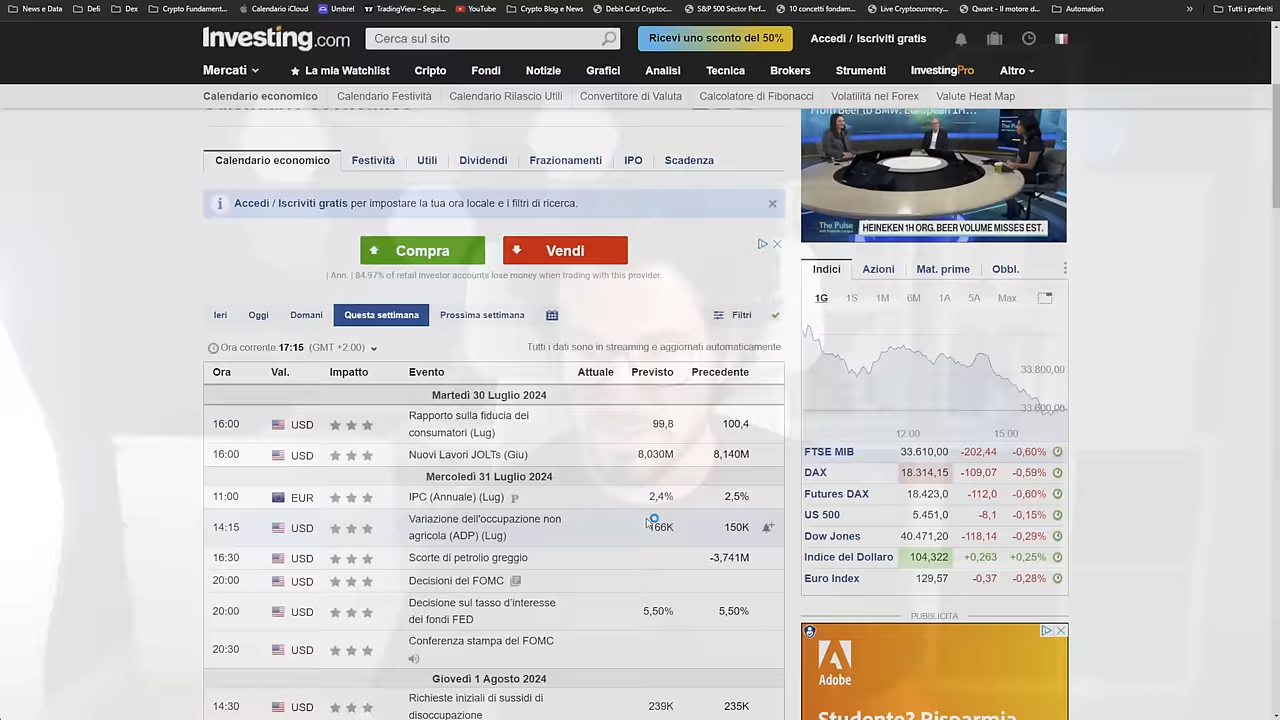 News e Data
Defi
Dex
Crypto Fundament...
Calendario iCloud
Umbrel
TradingView – Segui...
YouTube
Crypto Blog e News
Debit Card Cryptoc...
S&P 500 Sector Perf...
10 concetti fondam...
Live Cryptocurrency...
Qwant - Il motore d...
Automation
»
Tutti i preferiti
Investing.com
Cerca sul sito
Ricevi uno sconto del 50%
Accedi / Iscriviti gratis
Mercati
La mia Watchlist
Cripto
Fondi
Notizie
Grafici
Analisi
Tecnica
Brokers
Strumenti
InvestingPro
Altro
Calendario economico
Calendario Festività
Calendario Rilascio Utili
Convertitore di Valuta
Calcolatore di Fibonacci
Volatilità nel Forex
Valute Heat Map
Calendario economico
Festività
Utili
Dividendi
Frazionamenti
IPO
Scadenza
Accedi / Iscriviti gratis per impostare la tua ora locale e i filtri di ricerca.
Compra
Vendi
| Ann. | 84.97% of retail investor accounts lose money when trading with this provider.
Ieri
Oggi
Domani
Questa settimana
Prossima settimana
Filtri
Ora corrente: 17:15 (GMT +2:00)
Tutti i dati sono in streaming e aggiornati automaticamente
Ora Val. Impatto Evento Attuale Previsto Precedente
Martedì 30 Luglio 2024
16:00 USD Rapporto sulla fiducia dei consumatori (Lug) 99,8 100,4
16:00 USD Nuovi Lavori JOLTs (Giu) 8,030M 8,140M
Mercoledì 31 Luglio 2024
11:00 EUR IPC (Annuale) (Lug) P 2,4% 2,5%
14:15 USD Variazione dell'occupazione non agricola (ADP) (Lug) 166K 150K
16:30 USD Scorte di petrolio greggio -3,741M
20:00 USD Decisioni del FOMC
20:00 USD Decisione sul tasso d'interesse dei fondi FED 5,50% 5,50%
20:30 USD Conferenza stampa del FOMC
Giovedì 1 Agosto 2024
14:30 USD Richieste iniziali di sussidi di disoccupazione 239K 235K
From Beer to BMW: European 1H...
The Pulse
HEINEKEN 1H ORG. BEER VOLUME MISSES EST.
Indici
Azioni
Mat. prime
Obbl.
1G 1S 1M 6M 1A 5A Max
33.800,00
33.600,00
12:00 15:00
FTSE MIB 33.610,00 -202,44 -0,60%
DAX 18.314,15 -109,07 -0,59%
Futures DAX 18.423,0 -112,0 -0,60%
US 500 5.451,0 -8,1 -0,15%
Dow Jones 40.471,20 -118,14 -0,29%
Indice del Dollaro 104,322 +0,263 +0,25%
Euro Index 129,57 -0,37 -0,28%
PUBBLICITÀ
Adobe
Studente? Risparmia